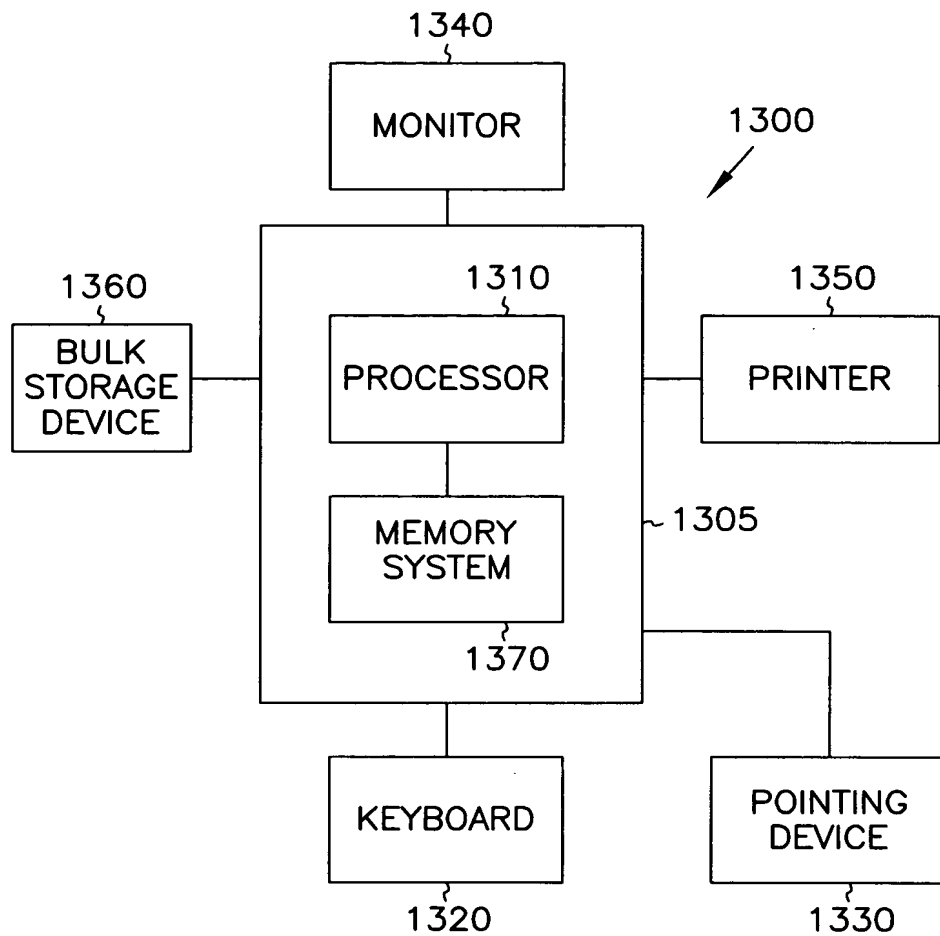 1340
MONITOR
1300
1360
BULK
STORAGE
DEVICE
1310
PROCESSOR
1350
PRINTER
1305
MEMORY
SYSTEM
1370
KEYBOARD
1320
POINTING
DEVICE
1330